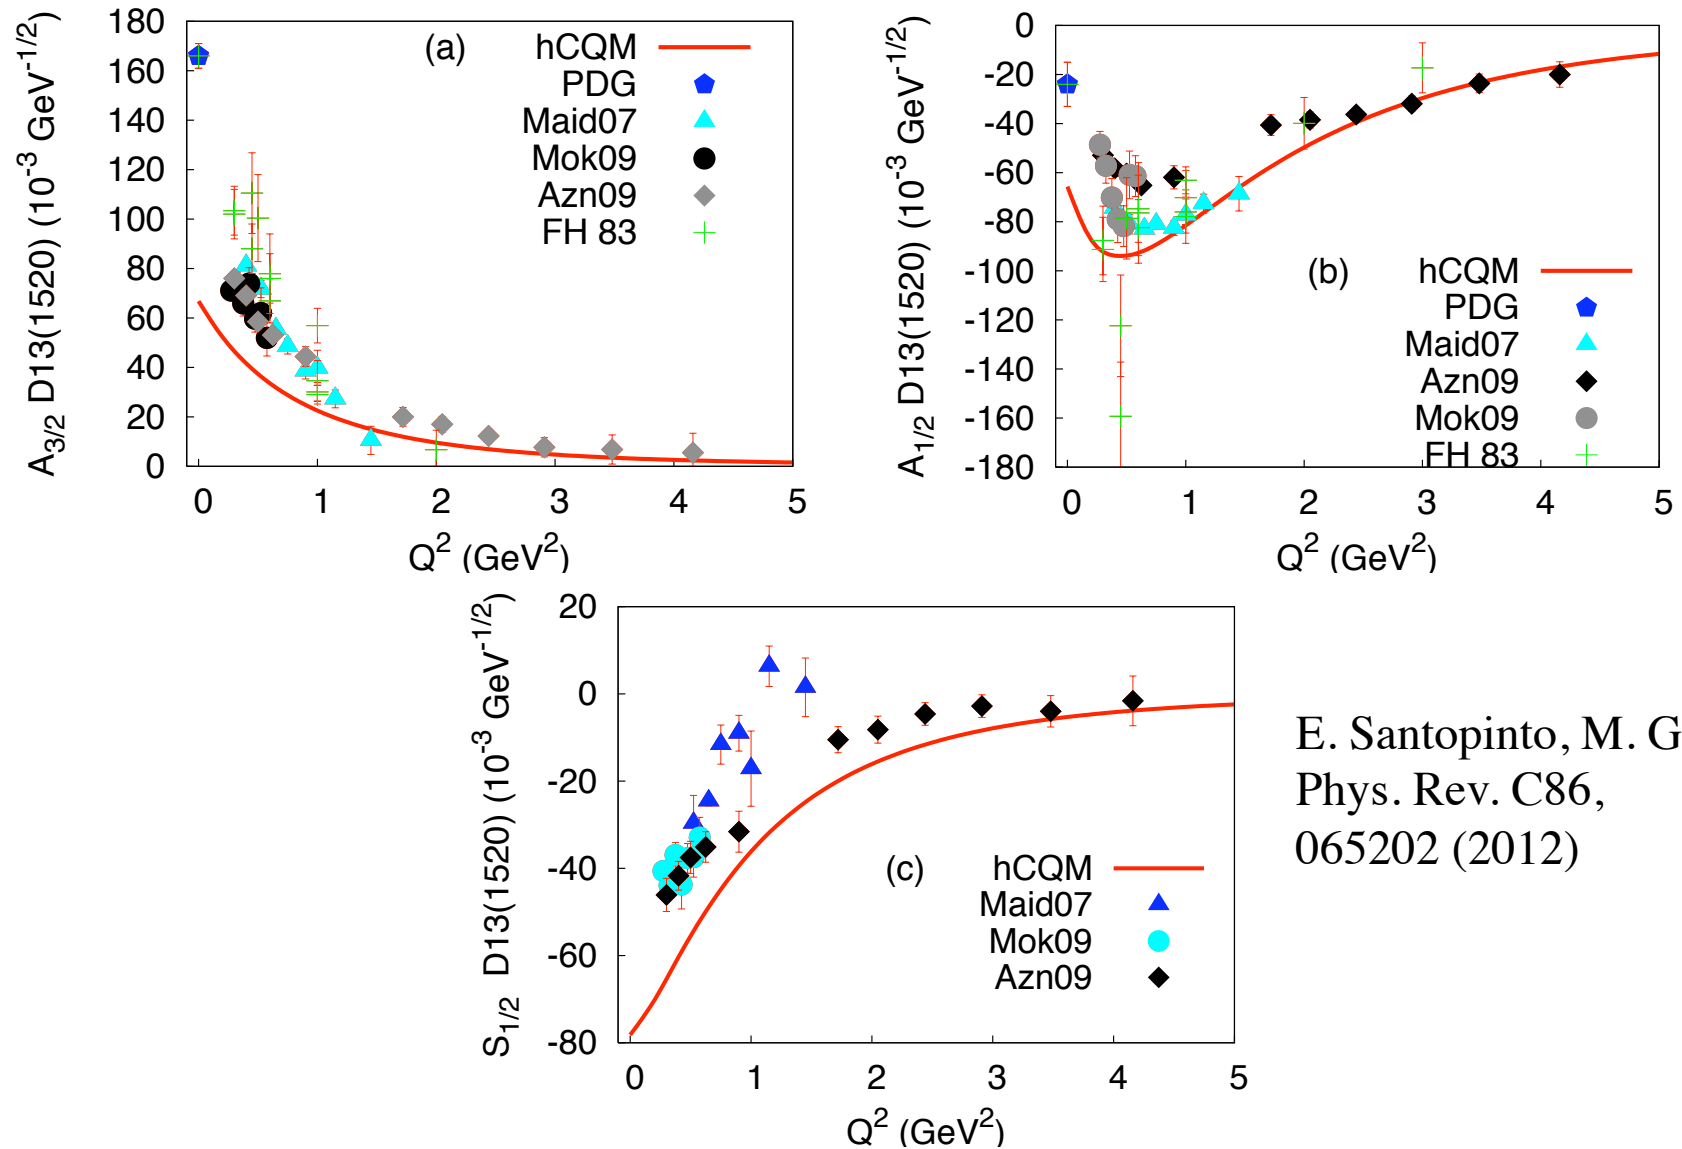 180
160
140
120
100
80
60
40
20
0
0 1 2 3 4 5
A3/2 D13(1520) (10-3 GeV-1/2)
Q2 (GeV2)
(a)
hCQM
PDG
Maid07
Mok09
Azn09
FH 83
0
-20
-40
-60
-80
-100
-120
-140
-160
-180
0 1 2 3 4 5
A1/2 D13(1520) (10-3 GeV-1/2)
Q2 (GeV2)
(b)
hCQM
PDG
Maid07
Azn09
Mok09
FH 83
20
0
-20
-40
-60
-80
0 1 2 3 4 5
S1/2 D13(1520) (10-3 GeV-1/2)
Q2 (GeV2)
(c)
hCQM
Maid07
Mok09
Azn09
E. Santopinto, M. G
Phys. Rev. C86,
065202 (2012)